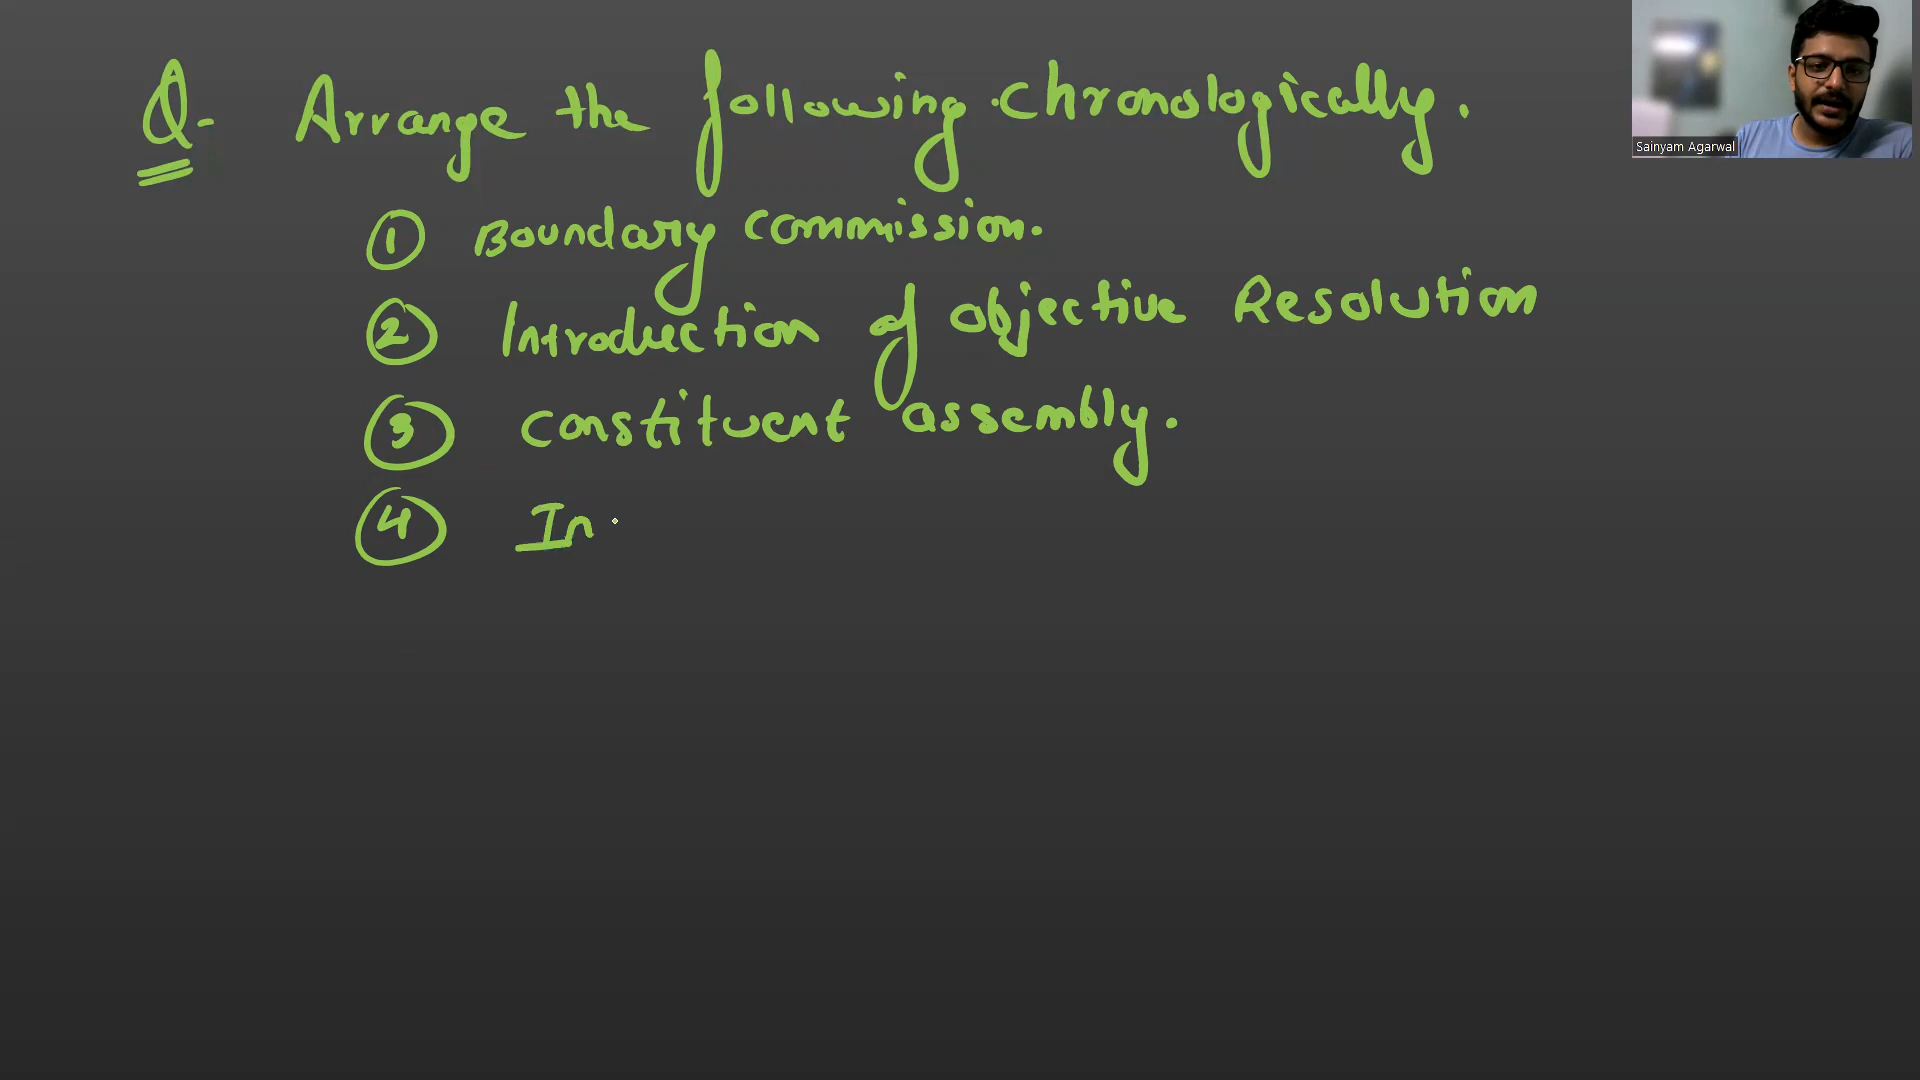 Q. Arrange the following chronologically.
① Boundary commission.
② Introduction of objective Resolution
③ constituent assembly.
④ In
Sainyam Agarwal